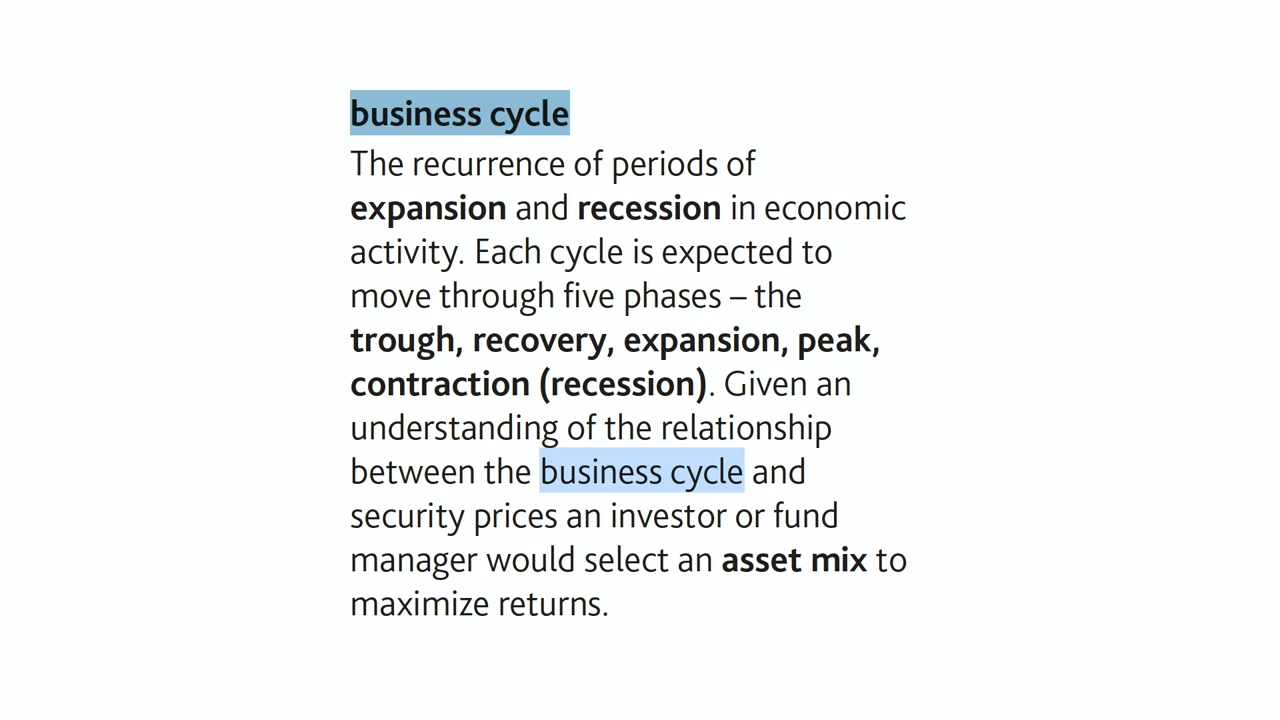 business cycle
The recurrence of periods of
expansion and recession in economic
activity. Each cycle is expected to
move through five phases – the
trough, recovery, expansion, peak,
contraction (recession). Given an
understanding of the relationship
between the business cycle and
security prices an investor or fund
manager would select an asset mix to
maximize returns.